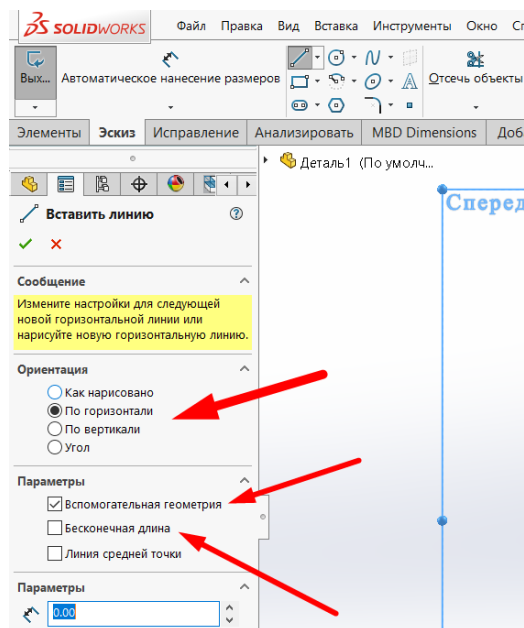 SOLIDWORKS Файл Правка Вид Вставка Инструменты Окно
Вых... Автоматическое нанесение размеров Отсечь объекты
Элементы Эскиз Исправление Анализировать MBD Dimensions Доб
Деталь1 (По умолч...
Вставить линию
Сперед
Сообщение
Измените настройки для следующей
новой горизонтальной линии или
нарисуйте новую горизонтальную линию.
Ориентация
Как нарисовано
По горизонтали
По вертикали
Угол
Параметры
Вспомогательная геометрия
Бесконечная длина
Линия средней точки
Параметры
0.00